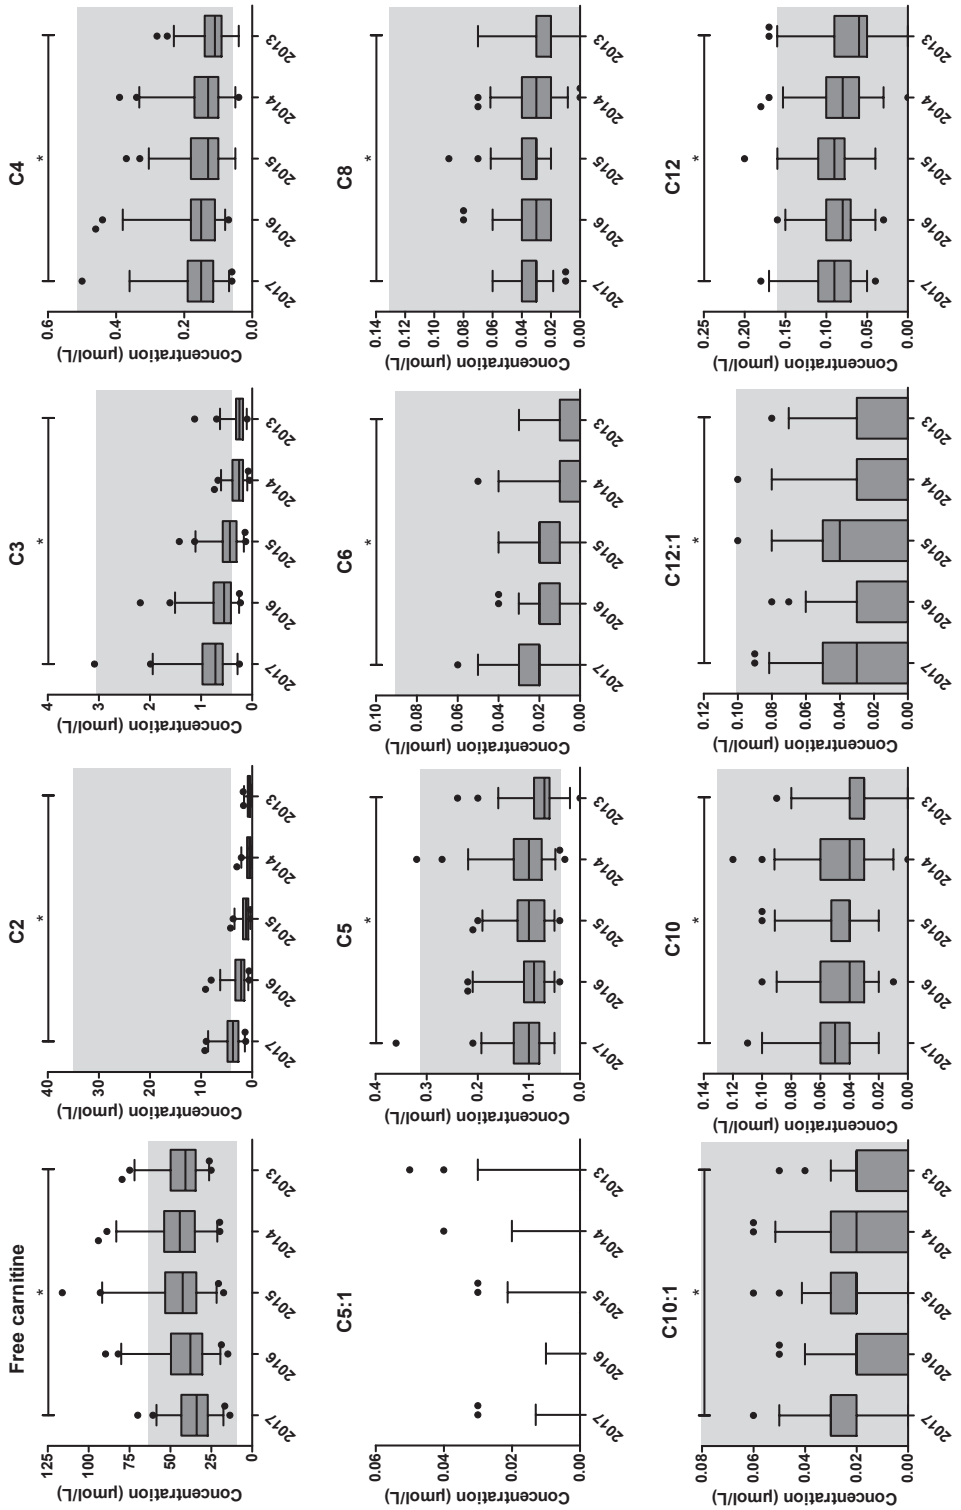 Free carnitine
*
Concentration (µmol/L)
125
100
75
50
25
0
2017 2016 2015 2014 2013
C2
*
Concentration (µmol/L)
40
30
20
10
0
2017 2016 2015 2014 2013
C3
*
Concentration (µmol/L)
4
3
2
1
0
2017 2016 2015 2014 2013
C4
*
Concentration (µmol/L)
0.6
0.4
0.2
0.0
2017 2016 2015 2014 2013
C5:1
Concentration (µmol/L)
0.06
0.04
0.02
0.00
2017 2016 2015 2014 2013
C5
*
Concentration (µmol/L)
0.4
0.3
0.2
0.1
0.0
2017 2016 2015 2014 2013
C6
*
Concentration (µmol/L)
0.10
0.08
0.06
0.04
0.02
0.00
2017 2016 2015 2014 2013
C8
*
Concentration (µmol/L)
0.14
0.12
0.10
0.08
0.06
0.04
0.02
0.00
2017 2016 2015 2014 2013
C10:1
*
Concentration (µmol/L)
0.08
0.06
0.04
0.02
0.00
2017 2016 2015 2014 2013
C10
*
Concentration (µmol/L)
0.14
0.12
0.10
0.08
0.06
0.04
0.02
0.00
2017 2016 2015 2014 2013
C12:1
*
Concentration (µmol/L)
0.12
0.10
0.08
0.06
0.04
0.02
0.00
2017 2016 2015 2014 2013
C12
*
Concentration (µmol/L)
0.25
0.20
0.15
0.10
0.05
0.00
2017 2016 2015 2014 2013